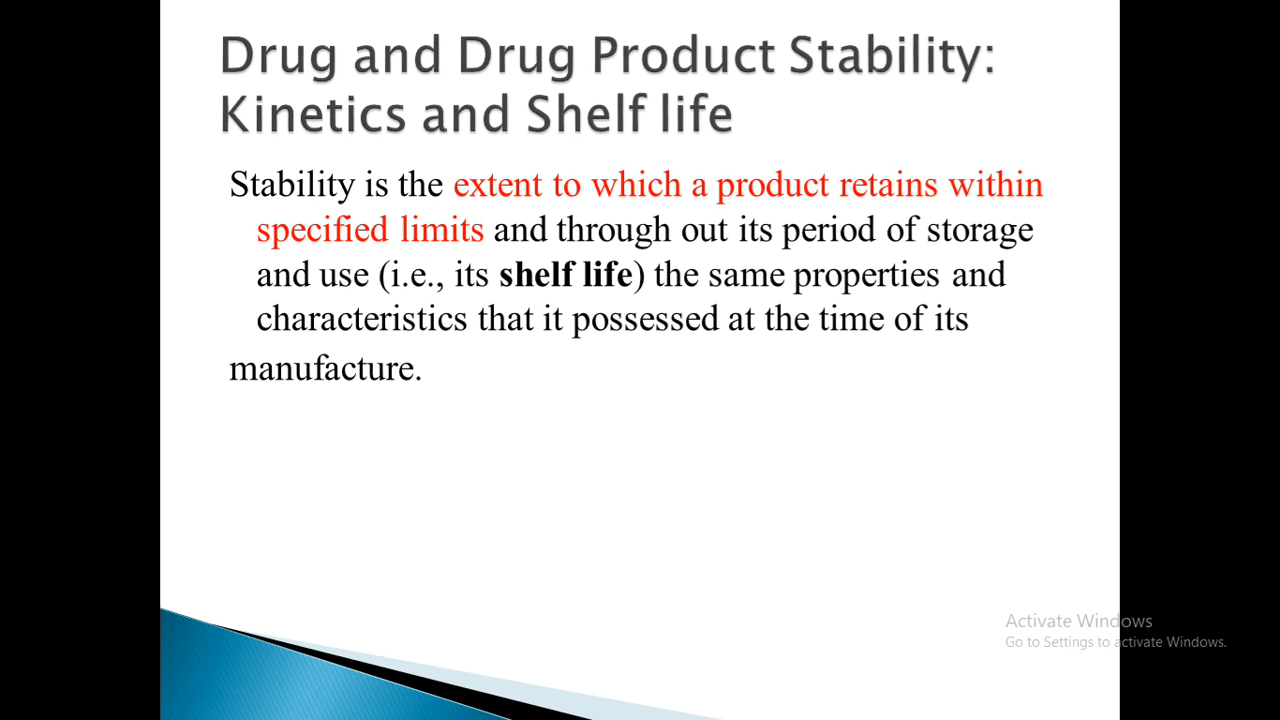 Drug and Drug Product Stability:
Kinetics and Shelf life
Stability is the extent to which a product retains within
specified limits and through out its period of storage
and use (i.e., its shelf life) the same properties and
characteristics that it possessed at the time of its
manufacture.
Activate Windows
Go to Settings to activate Windows.